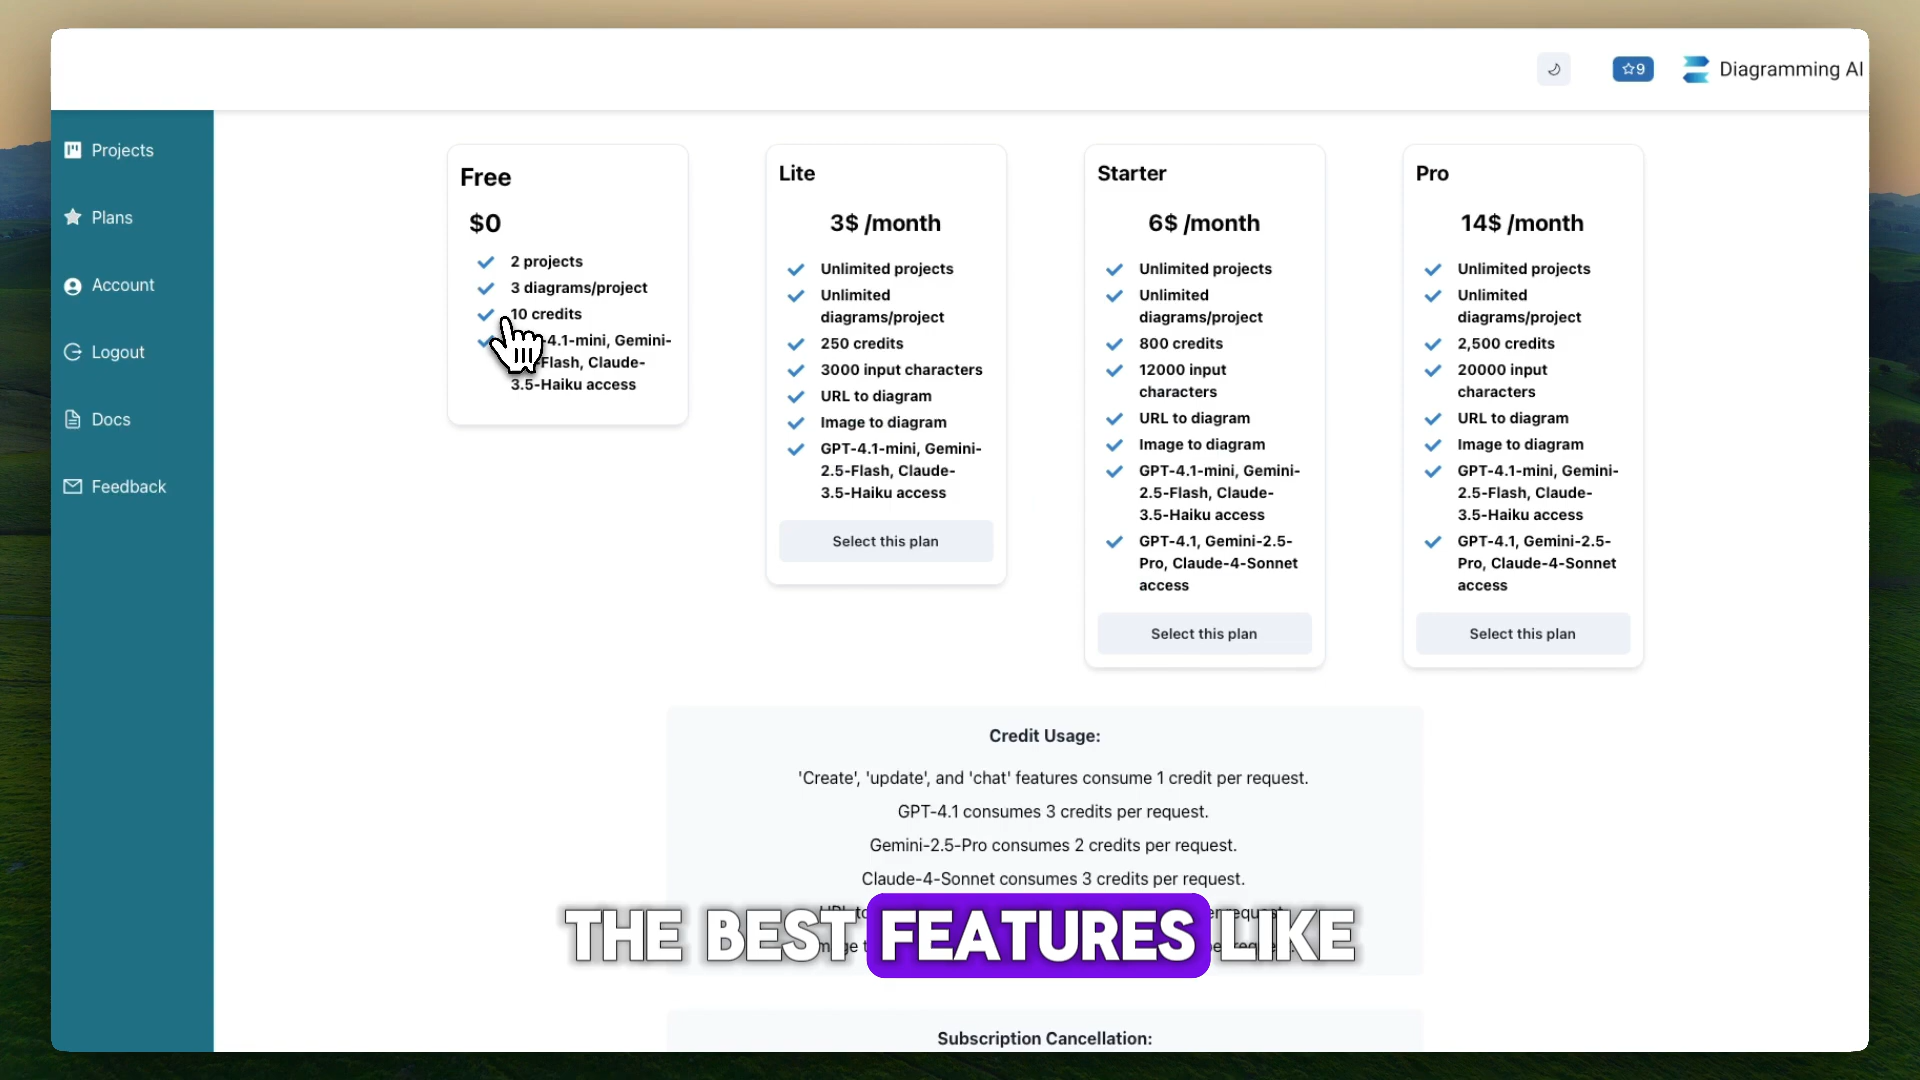 9
Diagramming AI
Projects
Plans
Account
Logout
Docs
Feedback
Free
$0
2 projects
3 diagrams/project
10 credits
-4.1-mini, Gemini-
-Flash, Claude-
3.5-Haiku access
Lite
3$ /month
Unlimited projects
Unlimited
diagrams/project
250 credits
3000 input characters
URL to diagram
Image to diagram
GPT-4.1-mini, Gemini-
2.5-Flash, Claude-
3.5-Haiku access
Select this plan
Starter
6$ /month
Unlimited projects
Unlimited
diagrams/project
800 credits
12000 input
characters
URL to diagram
Image to diagram
GPT-4.1-mini, Gemini-
2.5-Flash, Claude-
3.5-Haiku access
GPT-4.1, Gemini-2.5-
Pro, Claude-4-Sonnet
access
Select this plan
Pro
14$ /month
Unlimited projects
Unlimited
diagrams/project
2,500 credits
20000 input
characters
URL to diagram
Image to diagram
GPT-4.1-mini, Gemini-
2.5-Flash, Claude-
3.5-Haiku access
GPT-4.1, Gemini-2.5-
Pro, Claude-4-Sonnet
access
Select this plan
Credit Usage:
'Create', 'update', and 'chat' features consume 1 credit per request.
GPT-4.1 consumes 3 credits per request.
Gemini-2.5-Pro consumes 2 credits per request.
Claude-4-Sonnet consumes 3 credits per request.
THE BEST FEATURES LIKE
Subscription Cancellation: